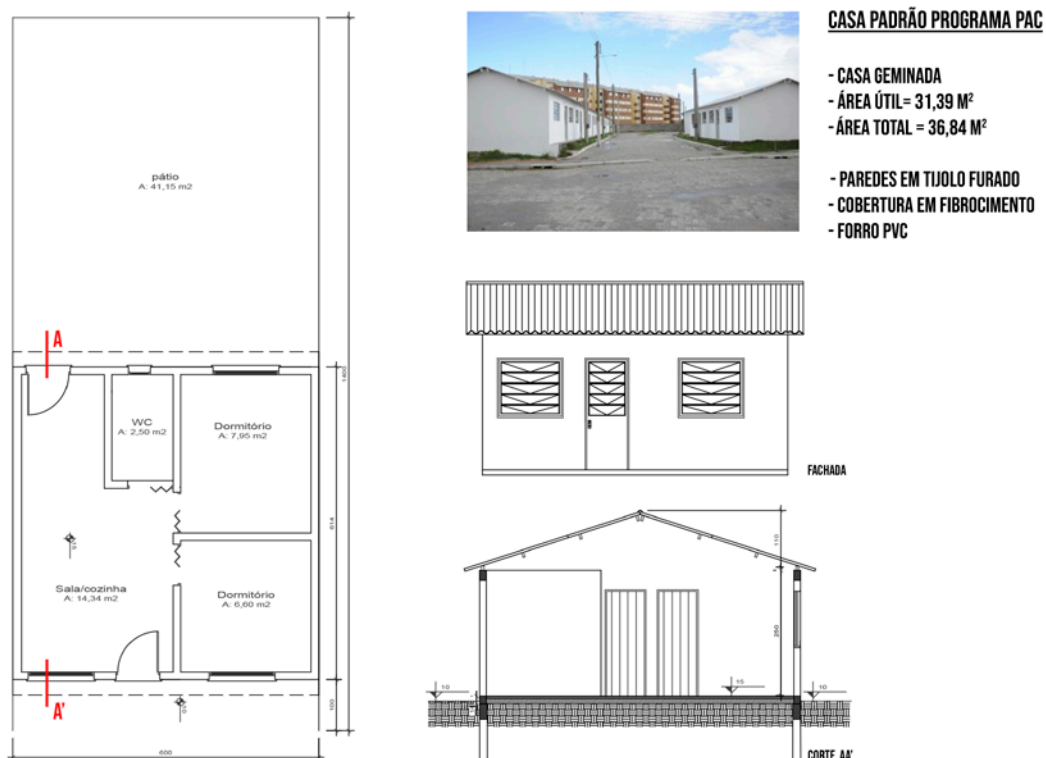 CASA PADRÃO PROGRAMA PAC
- CASA GEMINADA
- ÁREA ÚTIL= 31,39 M²
- ÁREA TOTAL = 36,84 M²
- PAREDES EM TIJOLO FURADO
- COBERTURA EM FIBROCIMENTO
- FORRO PVC
pátio
A: 41,15 m2
A
1400
WC
A: 2,50 m2
Dormitório
A: 7,95 m2
614
Sala/cozinha
A: 14,34 m2
Dormitório
A: 6,60 m2
A'
100
600
FACHADA
110
250
10
15
10
CORTE AA'